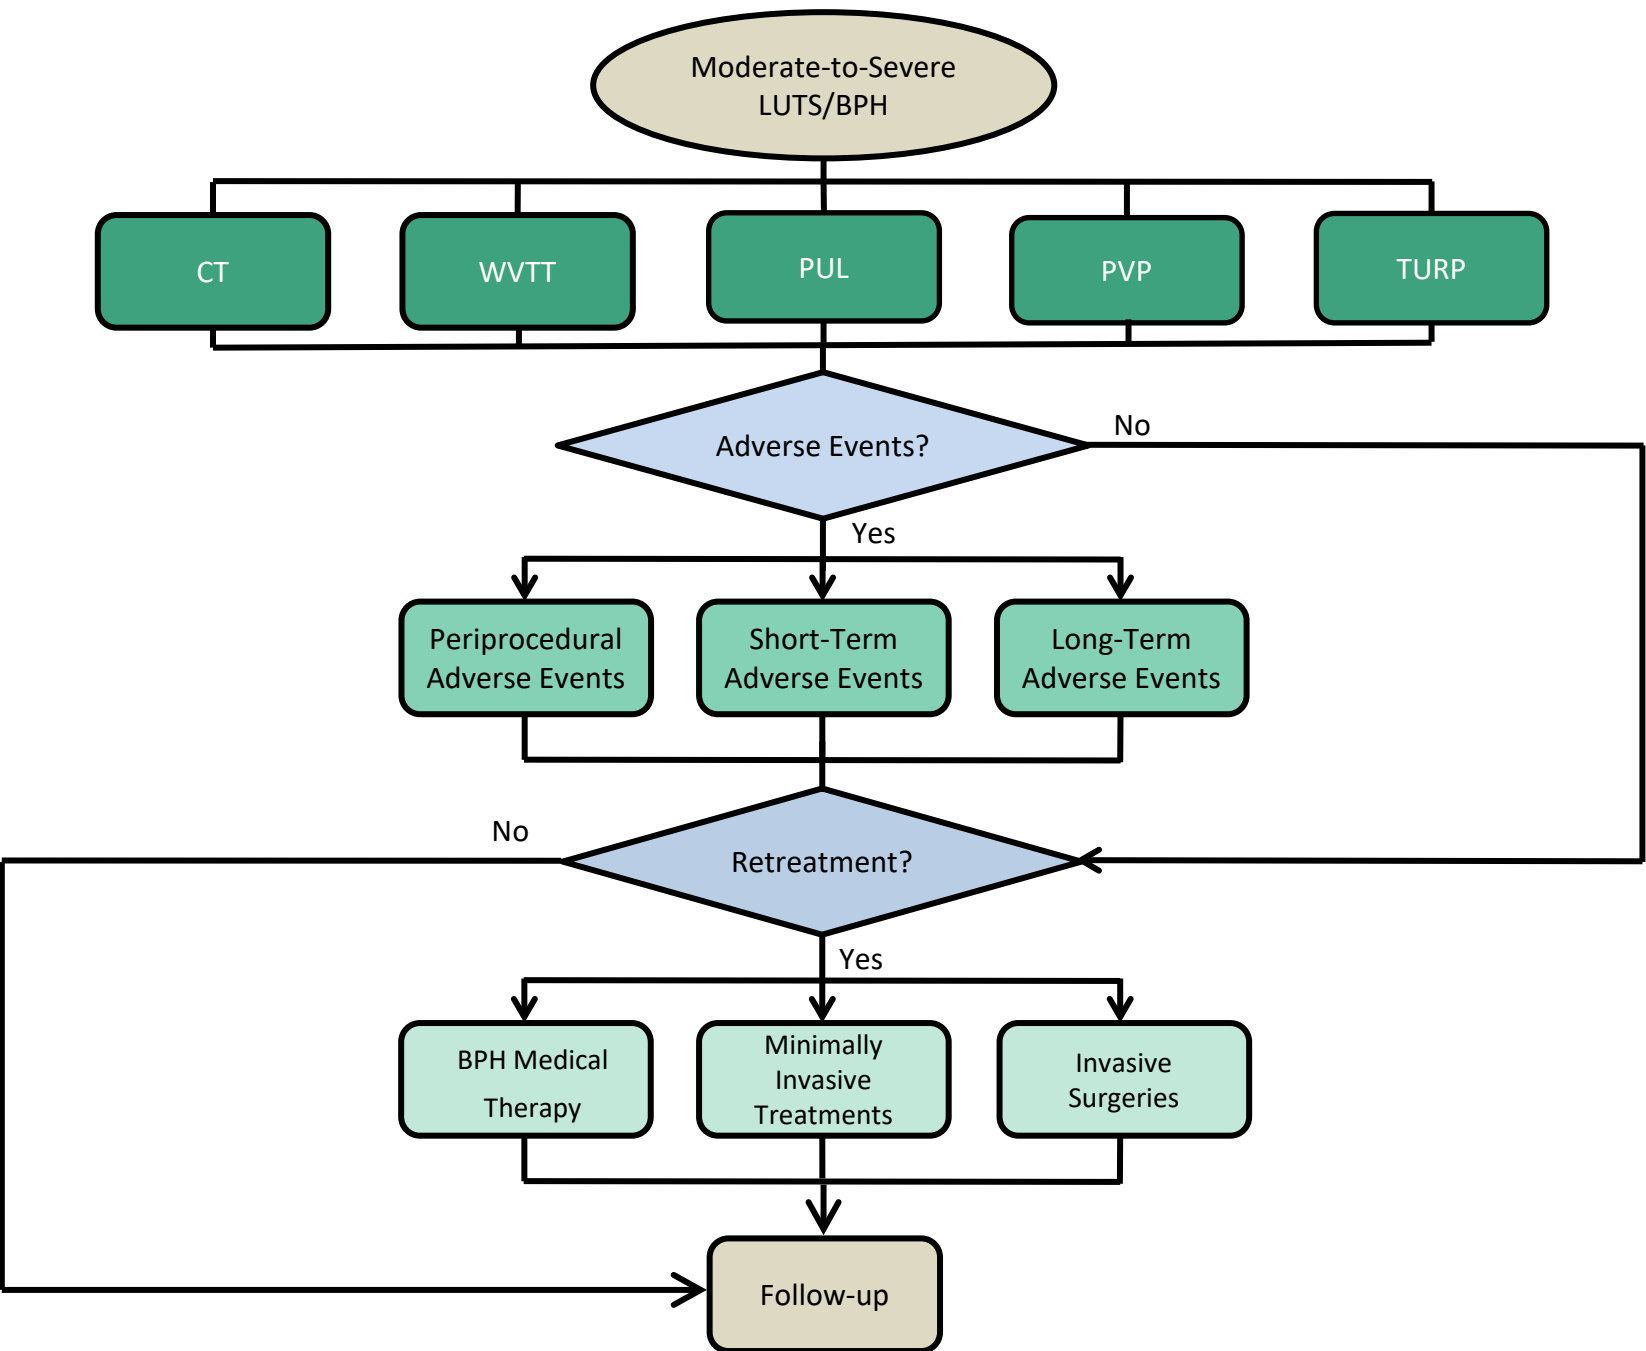 Moderate-to-Severe
LUTS/BPH
CT
WVTT
PUL
PVP
TURP
Adverse Events?
No
Yes
Periprocedural
Adverse Events
Short-Term
Adverse Events
Long-Term
Adverse Events
No
Retreatment?
Yes
BPH Medical
Therapy
Minimally
Invasive
Treatments
Invasive
Surgeries
Follow-up